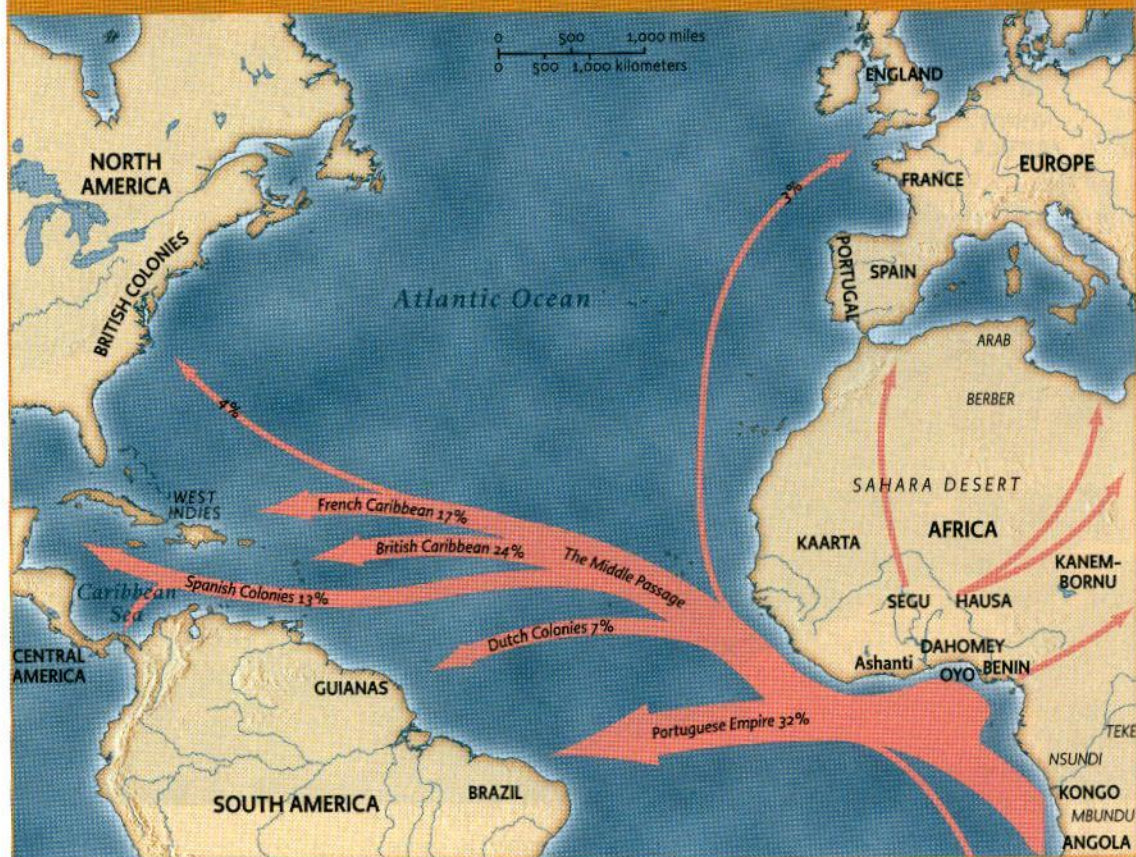 0 500 1,000 miles
0 500 1,000 kilometers
ENGLAND
NORTH
AMERICA
EUROPE
FRANCE
3%
BRITISH COLONIES
PORTUGAL
SPAIN
Atlantic Ocean
ARAB
BERBER
4%
SAHARA DESERT
WEST
INDIES
French Caribbean 17%
AFRICA
KAARTA
British Caribbean 24%
The Middle Passage
KANEM-
BORNU
Spanish Colonies 13%
Caribbean
Sea
SEGU
HAUSA
Dutch Colonies 7%
DAHOMEY
Ashanti
OYO
BENIN
CENTRAL
AMERICA
GUIANAS
Portuguese Empire 32%
TEKE
NSUNDI
BRAZIL
KONGO
SOUTH AMERICA
MBUNDU
ANGOLA